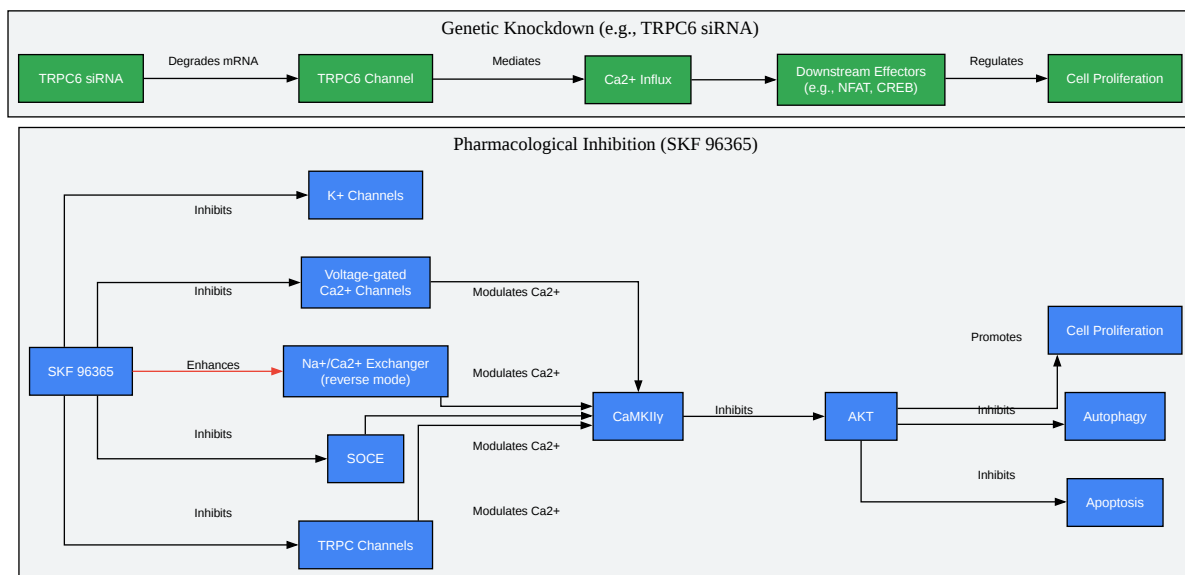 Genetic Knockdown (e.g., TRPC6 siRNA)
TRPC6 siRNA
Degrades mRNA
TRPC6 Channel
Mediates
Ca2+ Influx
Downstream Effectors
(e.g., NFAT, CREB)
Regulates
Cell Proliferation
Pharmacological Inhibition (SKF 96365)
K+ Channels
Inhibits
Voltage-gated
Ca2+ Channels
Inhibits
Modulates Ca2+
Cell Proliferation
Promotes
SKF 96365
Enhances
Na+/Ca2+ Exchanger
(reverse mode)
Modulates Ca2+
CaMKIIγ
Inhibits
AKT
Inhibits
Autophagy
Inhibits
SOCE
Modulates Ca2+
Inhibits
Apoptosis
Inhibits
TRPC Channels
Modulates Ca2+